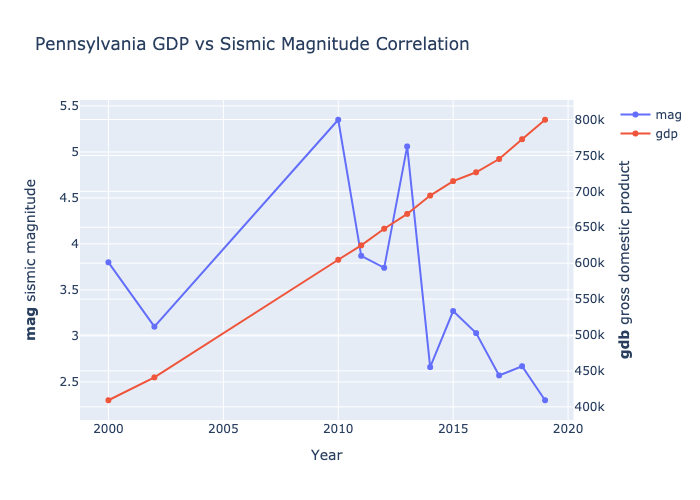 Pennsylvania GDP vs Sismic Magnitude Correlation
5.5
5
4.5
4
3.5
3
2.5
mag sismic magnitude
800k
750k
700k
650k
600k
550k
500k
450k
400k
gdb gross domestic product
mag
gdp
2000
2005
2010
2015
2020
Year